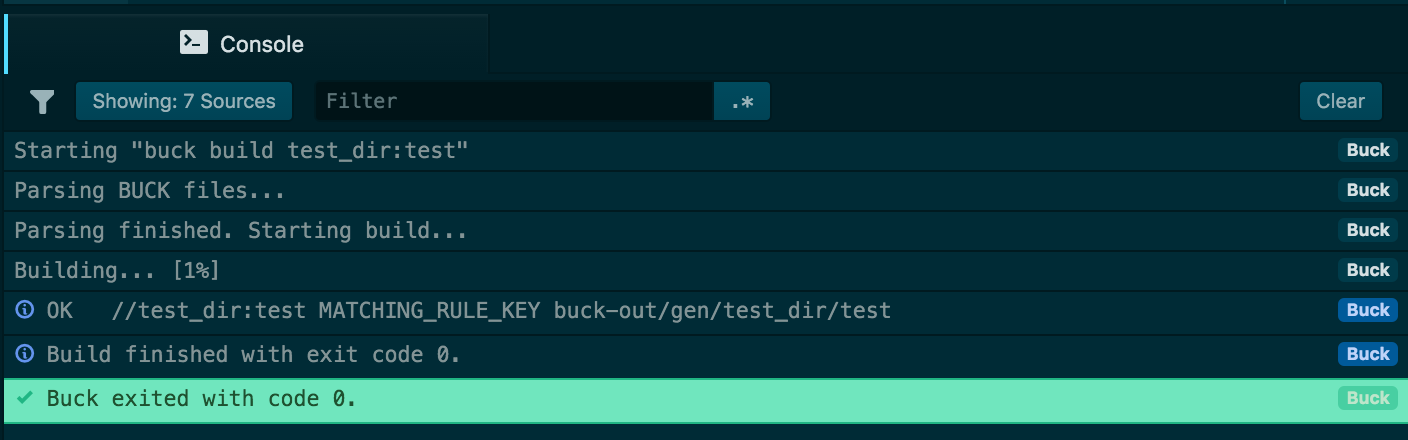 Console
Showing: 7 Sources Filter .* Clear
Starting "buck build test_dir:test" Buck
Parsing BUCK files... Buck
Parsing finished. Starting build... Buck
Building... [1%] Buck
OK //test_dir:test MATCHING_RULE_KEY buck-out/gen/test_dir/test Buck
Build finished with exit code 0. Buck
Buck exited with code 0. Buck